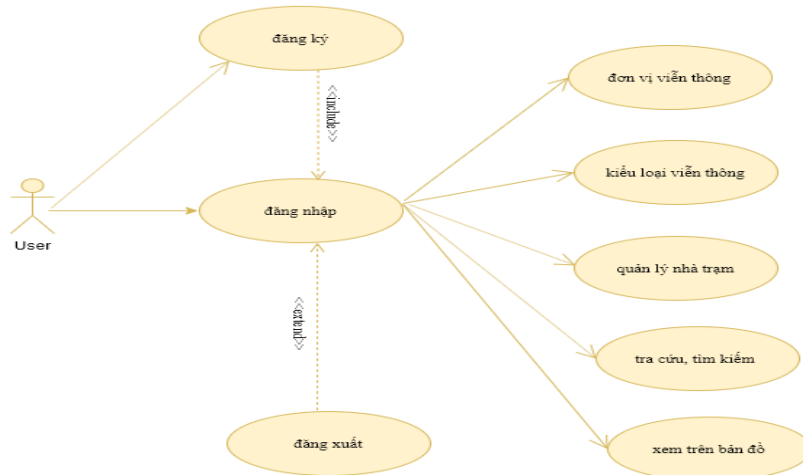 đăng ký
đơn vị viễn thông
<<include>>
kiểu loại viễn thông
đăng nhập
User
quản lý nhà trạm
<<extend>>
tra cứu, tìm kiếm
đăng xuất
xem trên bản đồ